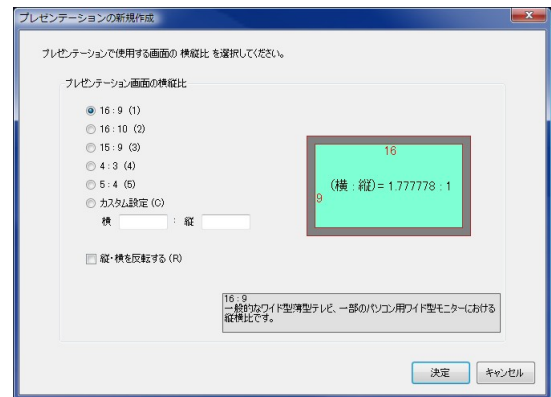 プレゼンテーションの新規作成
プレゼンテーションで使用する画面の 横縦比 を選択してください。
プレゼンテーション画面の横縦比
16 : 9 (1)
16 : 10 (2)
15 : 9 (3)
4 : 3 (4)
5 : 4 (5)
カスタム設定 (C)
横 : 縦
縦・横を反転する (R)
16
9
(横 : 縦)= 1.777778 : 1
16 : 9
一般的なワイド型薄型テレビ、一部のパソコン用ワイド型モニターにおける
縦横比です。
決定
キャンセル